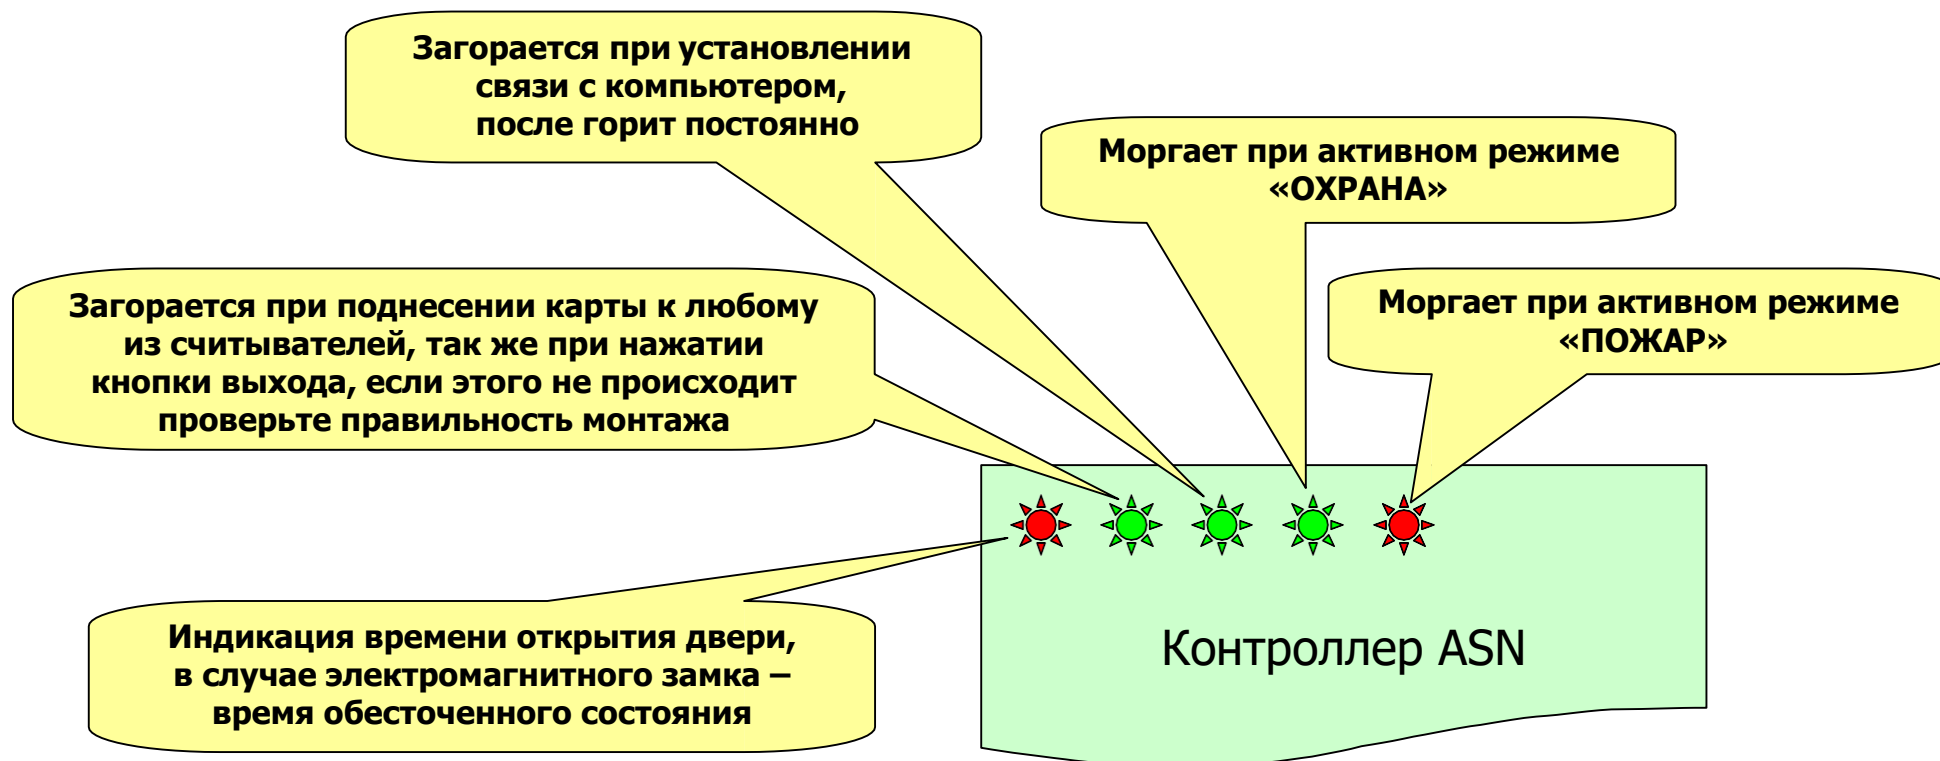 Загорается при установлении
связи с компьютером,
после горит постоянно
Моргает при активном режиме
«ОХРАНА»
Загорается при поднесении карты к любому
из считывателей, так же при нажатии
кнопки выхода, если этого не происходит
проверьте правильность монтажа
Моргает при активном режиме
«ПОЖАР»
Индикация времени открытия двери,
в случае электромагнитного замка –
время обесточенного состояния
Контроллер ASN